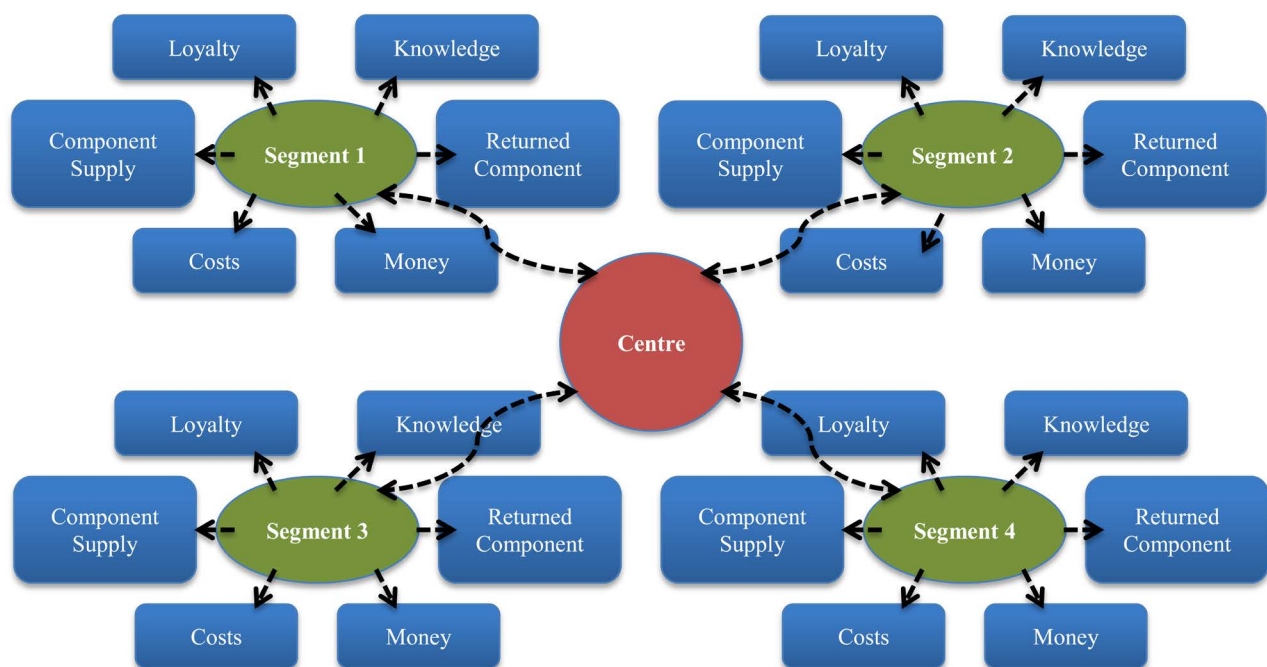 Loyalty
Knowledge
Component
Supply
Segment 1
Returned
Component
Costs
Money
Loyalty
Knowledge
Component
Supply
Segment 2
Returned
Component
Costs
Money
Centre
Loyalty
Knowledge
Component
Supply
Segment 3
Returned
Component
Costs
Money
Loyalty
Knowledge
Component
Supply
Segment 4
Returned
Component
Costs
Money